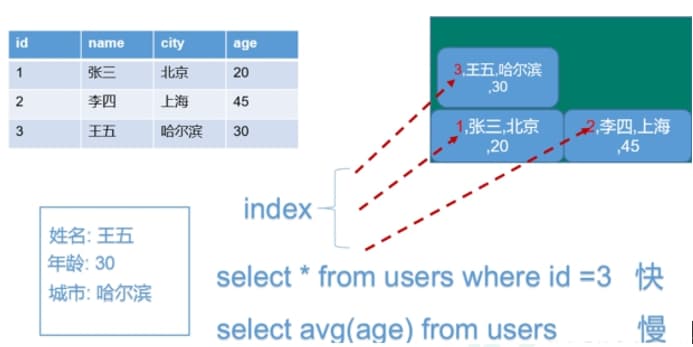 id name city age
1 张三 北京 20
2 李四 上海 45
3 王五 哈尔滨 30
3,王五,哈尔滨
,30
1,张三,北京
,20
2,李四,上海
,45
index
姓名: 王五
年龄: 30
城市: 哈尔滨
select * from users where id =3 快
select avg(age) from users 慢